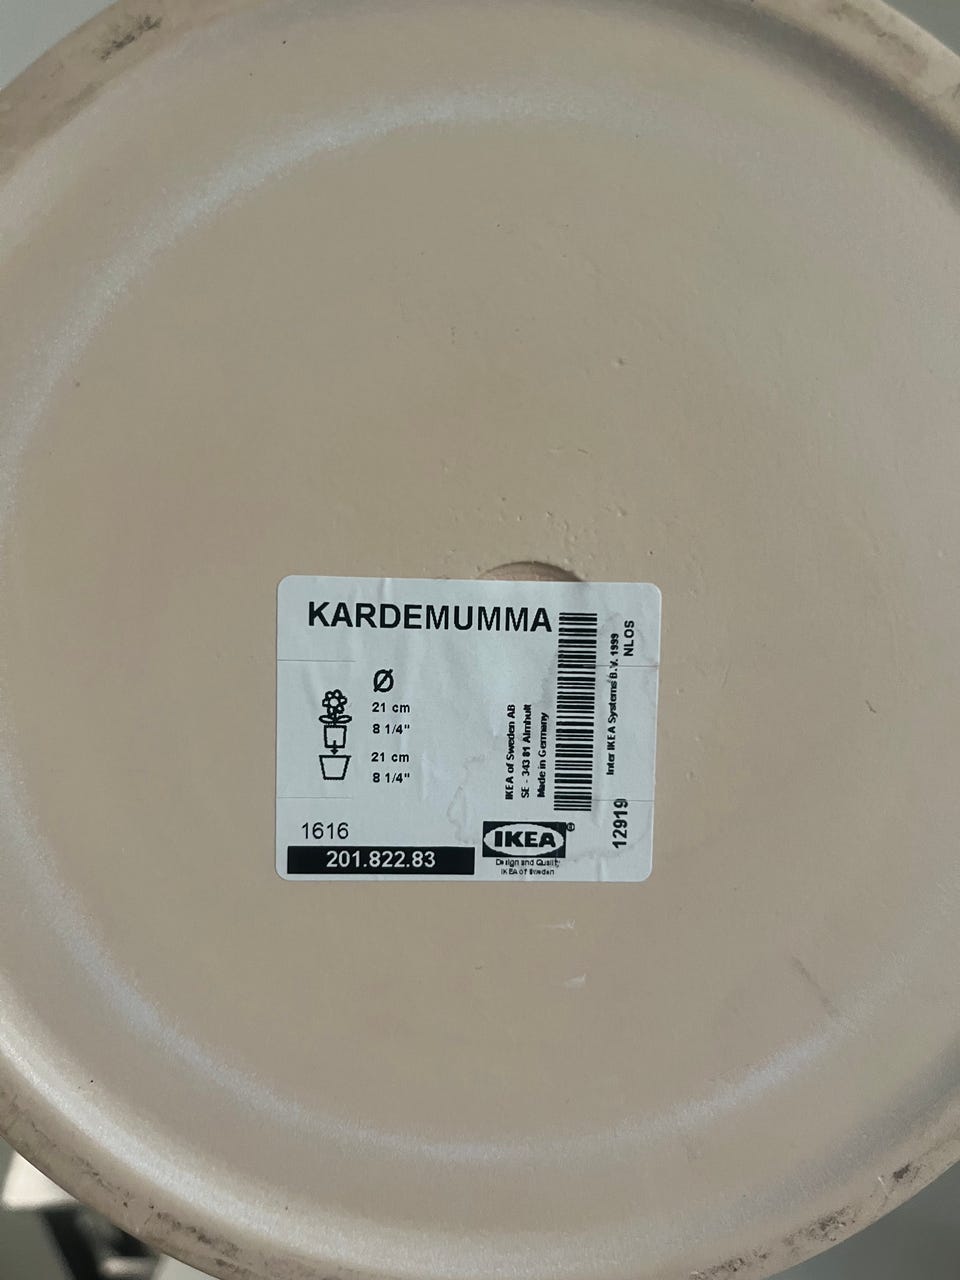 KARDEMUMMA
Ø
21 cm
8 1/4"
21 cm
8 1/4"
1616
201.822.83
IKEA of Sweden AB
SE - 343 81 Älmhult
Made in Germany
Inter IKEA Systems B.V. 1999
NLOS
12919
IKEA®
Design and Quality
IKEA of Sweden